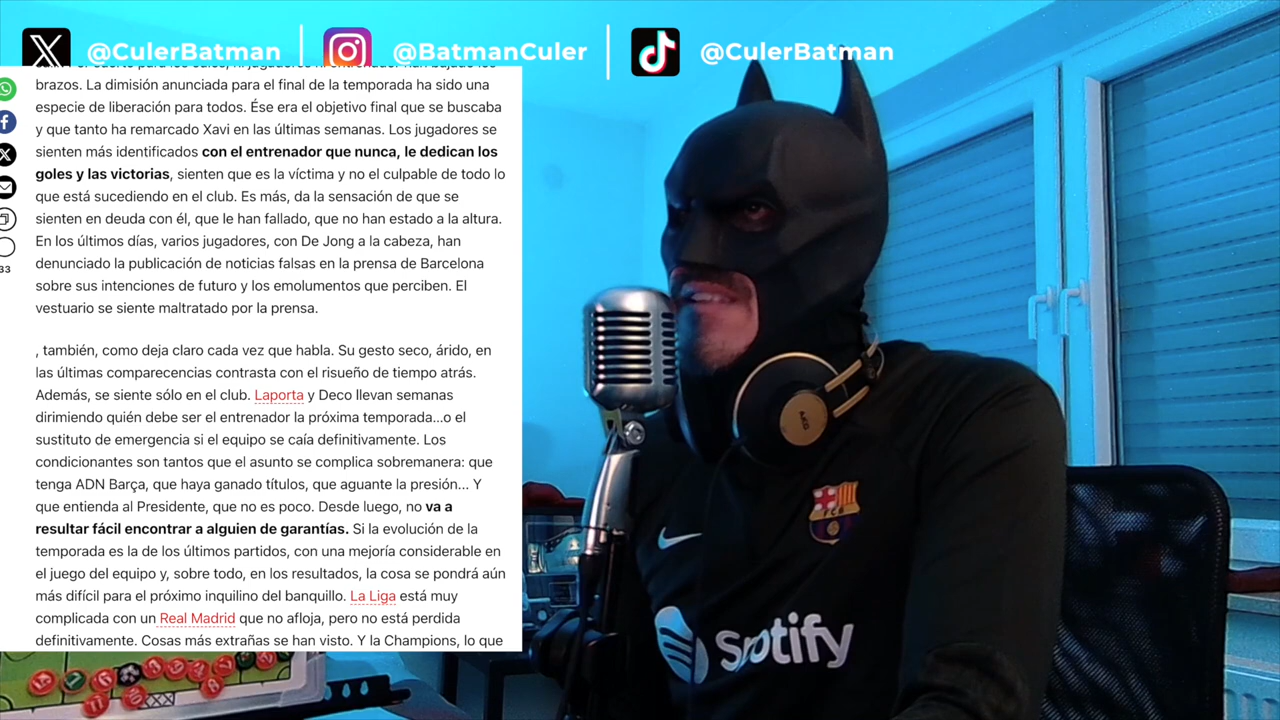 @CulerBatman
@BatmanCuler
@CulerBatman
brazos. La dimisión anunciada para el final de la temporada ha sido una
especie de liberación para todos. Ése era el objetivo final que se buscaba
y que tanto ha remarcado Xavi en las últimas semanas. Los jugadores se
sienten más identificados con el entrenador que nunca, le dedican los
goles y las victorias, sienten que es la víctima y no el culpable de todo lo
que está sucediendo en el club. Es más, da la sensación de que se
sienten en deuda con él, que le han fallado, que no han estado a la altura.
En los últimos días, varios jugadores, con De Jong a la cabeza, han
denunciado la publicación de noticias falsas en la prensa de Barcelona
sobre sus intenciones de futuro y los emolumentos que perciben. El
vestuario se siente maltratado por la prensa.
33
, también, como deja claro cada vez que habla. Su gesto seco, árido, en
las últimas comparecencias contrasta con el risueño de tiempo atrás.
Además, se siente sólo en el club. Laporta y Deco llevan semanas
dirimiendo quién debe ser el entrenador la próxima temporada...o el
sustituto de emergencia si el equipo se caía definitivamente. Los
condicionantes son tantos que el asunto se complica sobremanera: que
tenga ADN Barça, que haya ganado títulos, que aguante la presión... Y
que entienda al Presidente, que no es poco. Desde luego, no va a
resultar fácil encontrar a alguien de garantías. Si la evolución de la
temporada es la de los últimos partidos, con una mejoría considerable en
el juego del equipo y, sobre todo, en los resultados, la cosa se pondrá aún
más difícil para el próximo inquilino del banquillo. La Liga está muy
complicada con un Real Madrid que no afloja, pero no está perdida
definitivamente. Cosas más extrañas se han visto. Y la Champions, lo que
AKG
FCB
Spotify